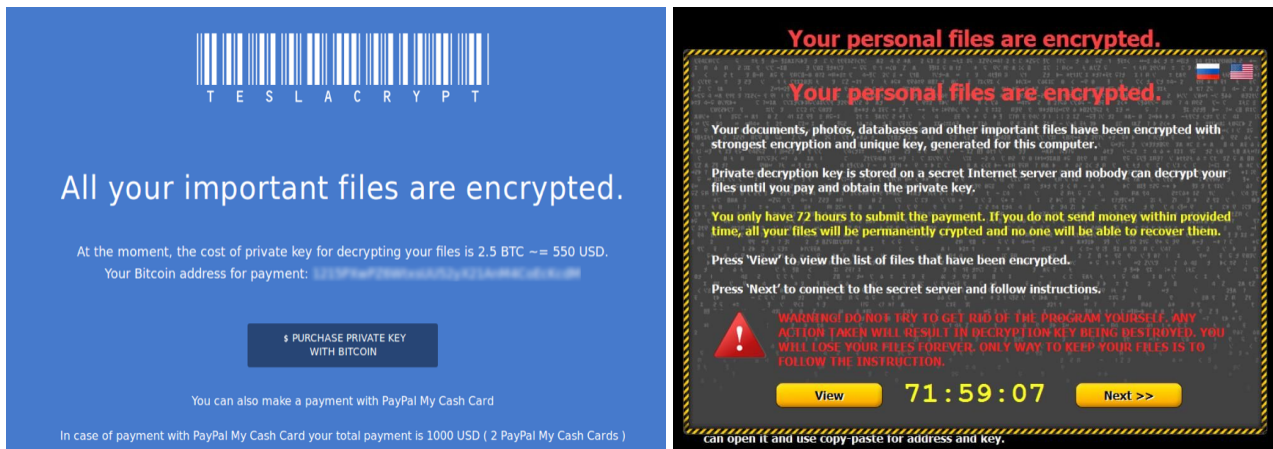 TESLACRYPT
All your important files are encrypted.
At the moment, the cost of private key for decrypting your files is 2.5 BTC ~= 550 USD.
Your Bitcoin address for payment:
$ PURCHASE PRIVATE KEY
WITH BITCOIN
You can also make a payment with PayPal My Cash Card
In case of payment with PayPal My Cash Card your total payment is 1000 USD ( 2 PayPal My Cash Cards )
Your personal files are encrypted.
Your personal files are encrypted.
Your documents, photos, databases and other important files have been encrypted with
strongest encryption and unique key, generated for this computer.
Private decryption key is stored on a secret Internet server and nobody can decrypt your
files until you pay and obtain the private key.
You only have 72 hours to submit the payment. If you do not send money within provided
time, all your files will be permanently crypted and no one will be able to recover them.
Press 'View' to view the list of files that have been encrypted.
Press 'Next' to connect to the secret server and follow instructions.
WARNING! DO NOT TRY TO GET RID OF THE PROGRAM YOURSELF. ANY
ACTION TAKEN WILL RESULT IN DECRYPTION KEY BEING DESTROYED. YOU
WILL LOSE YOUR FILES FOREVER. ONLY WAY TO KEEP YOUR FILES IS TO
FOLLOW THE INSTRUCTION.
View
71:59:07
Next >>
can open it and use copy-paste for address and key.